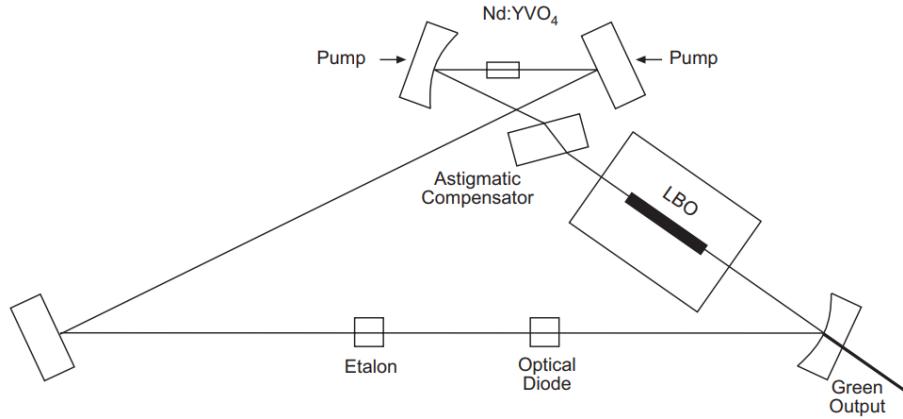 Nd:YVO₄
Pump
Pump
Astigmatic
Compensator
LBO
Etalon
Optical
Diode
Green
Output